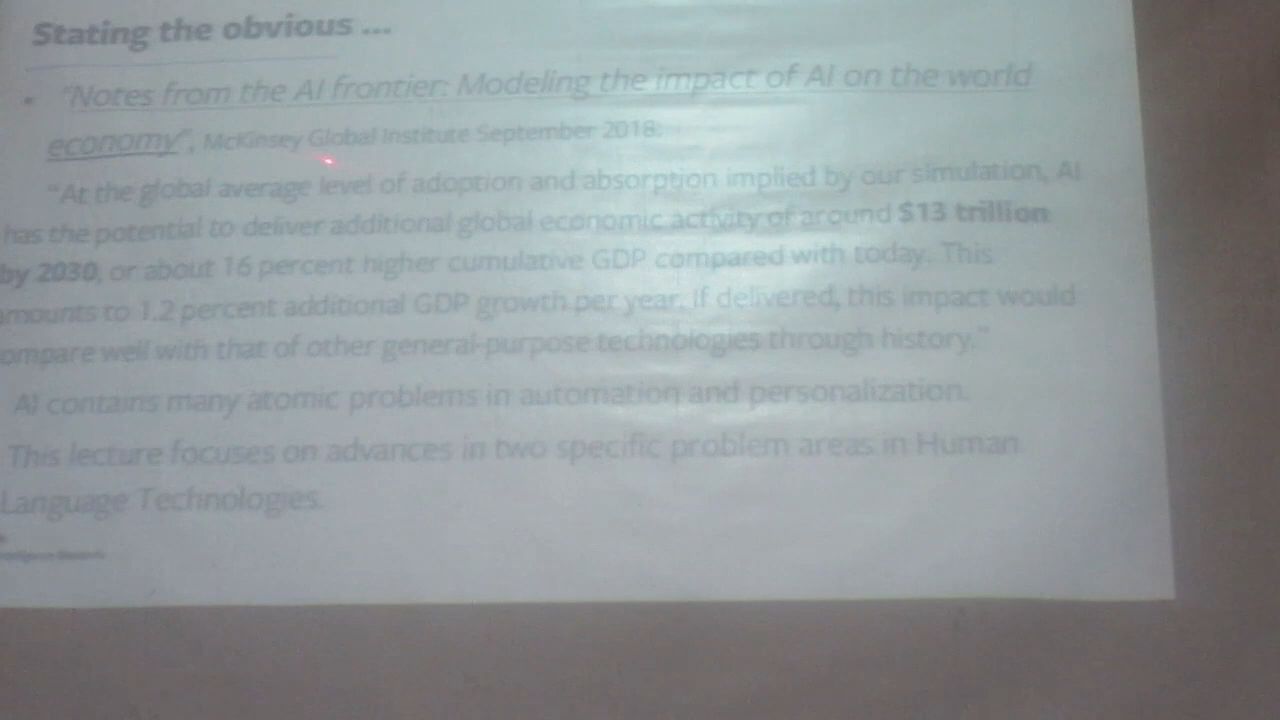 Stating the obvious ...
• "Notes from the AI frontier: Modeling the impact of AI on the world
economy", McKinsey Global Institute September 2018:
"At the global average level of adoption and absorption implied by our simulation, AI
has the potential to deliver additional global economic activity of around $13 trillion
by 2030, or about 16 percent higher cumulative GDP compared with today. This
mounts to 1.2 percent additional GDP growth per year. If delivered, this impact would
ompare well with that of other general-purpose technologies through history."
AI contains many atomic problems in automation and personalization.
This lecture focuses on advances in two specific problem areas in Human
Language Technologies.